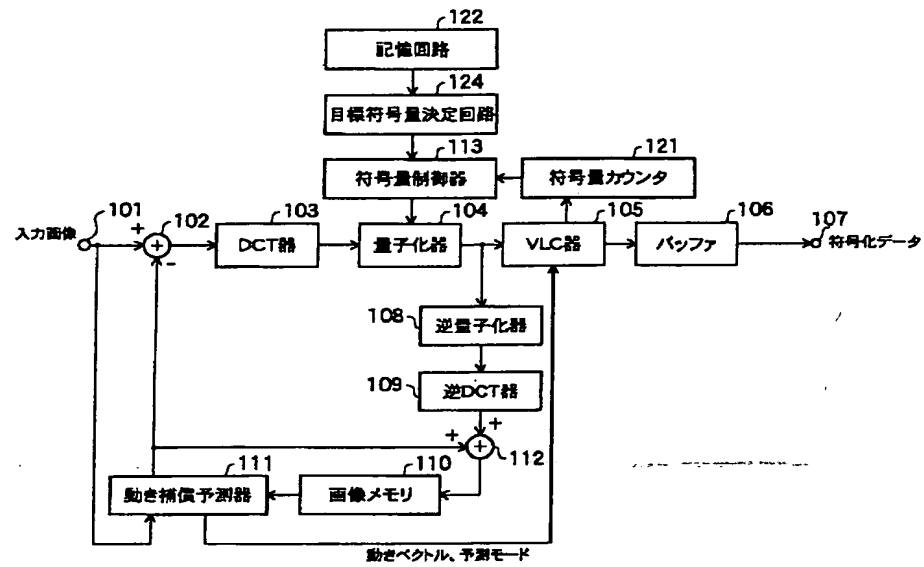 122
記憶回路
124
目標符号量決定回路
113
121
符号量制御器
符号量カウンタ
101
102
103
104
105
106
107
入力画像
+
+
-
DCT器
量子化器
VLC器
バッファ
符号化データ
108
逆量子化器
109
逆DCT器
+
+
+
112
111
110
動き補償予測器
画像メモリ
動きベクトル、予測モード